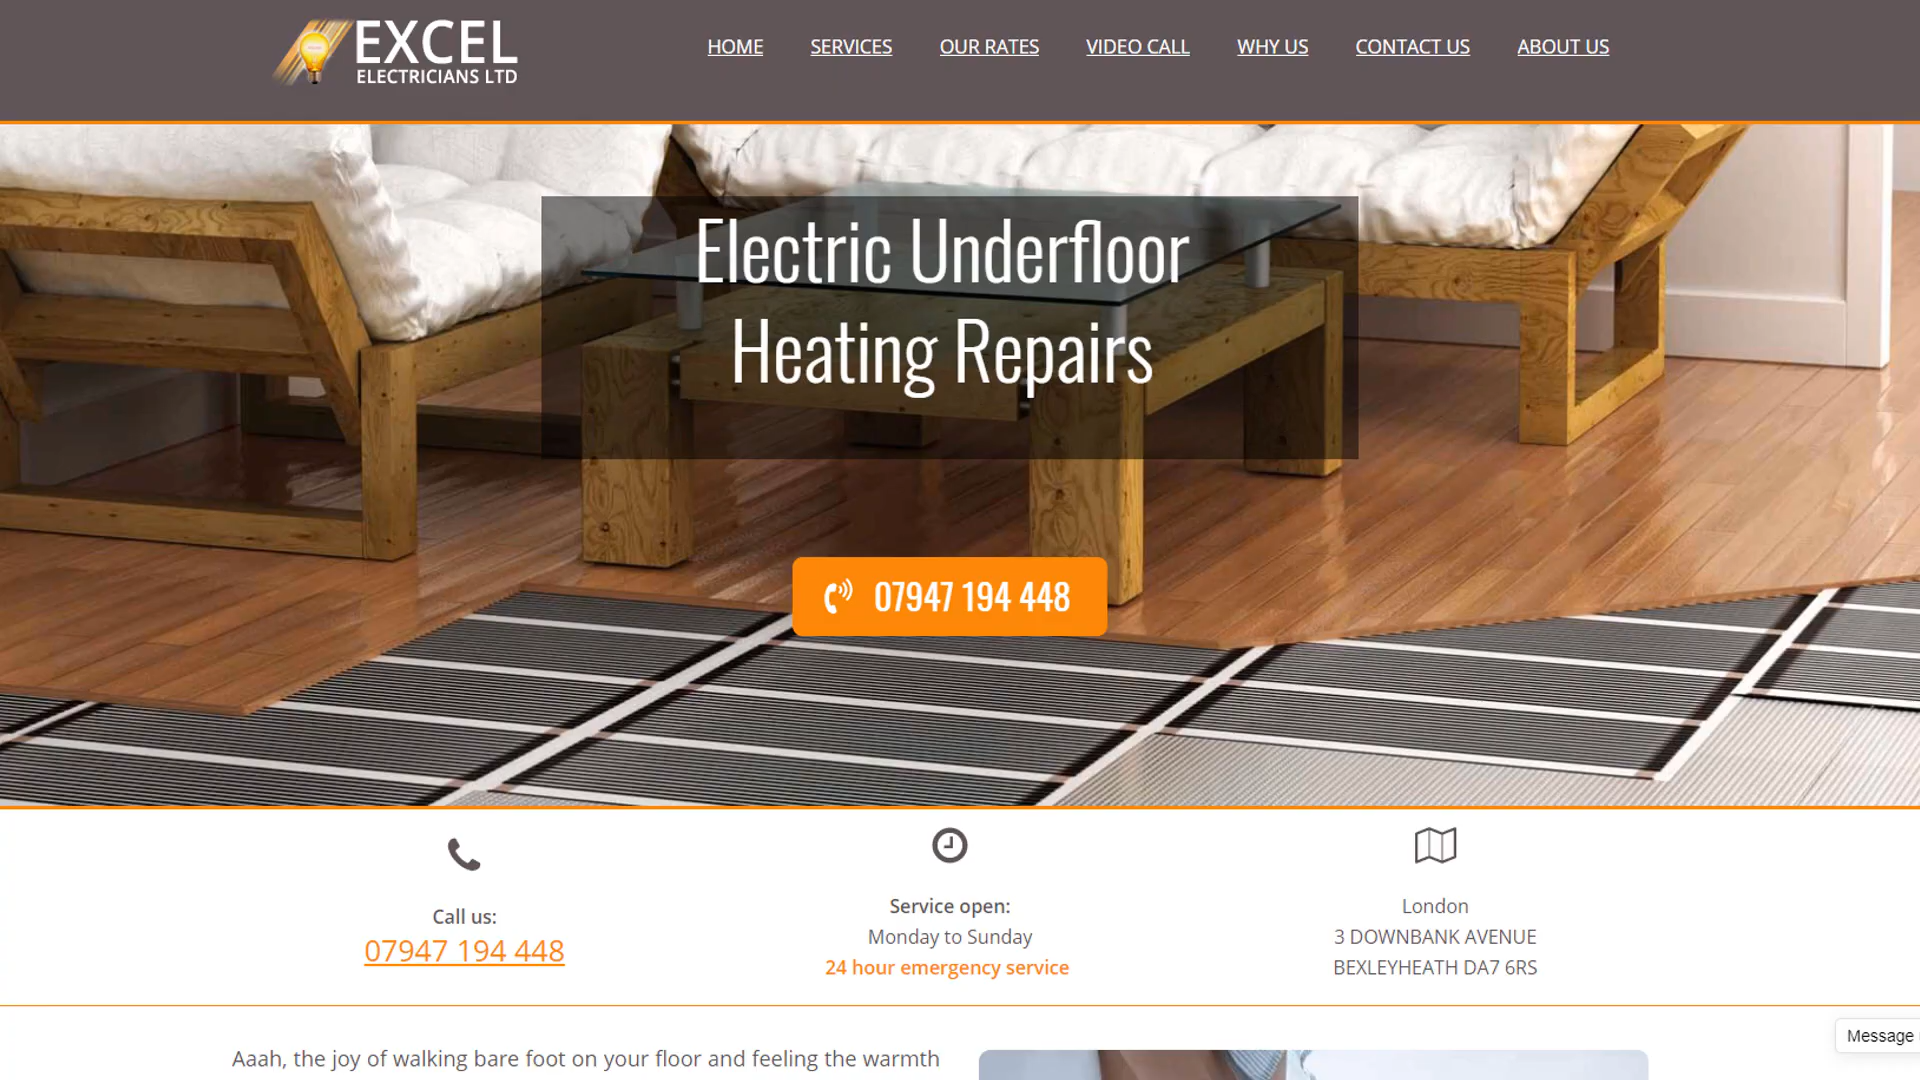 EXCEL
ELECTRICIANS LTD
HOME
SERVICES
OUR RATES
VIDEO CALL
WHY US
CONTACT US
ABOUT US
Electric Underfloor
Heating Repairs
07947 194 448
Call us:
07947 194 448
Service open:
Monday to Sunday
24 hour emergency service
London
3 DOWNBANK AVENUE
BEXLEYHEATH DA7 6RS
Aaah, the joy of walking bare foot on your floor and feeling the warmth
Message